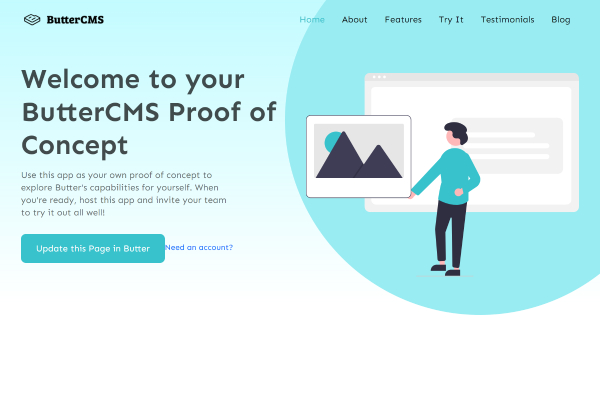 ButterCMS
Home About Features Try It Testimonials Blog
Welcome to your
ButterCMS Proof of
Concept
Use this app as your own proof of concept to
explore Butter's capabilities for yourself. When
you're ready, host this app and invite your team
to try it out all well!
Update this Page in Butter
Need an account?